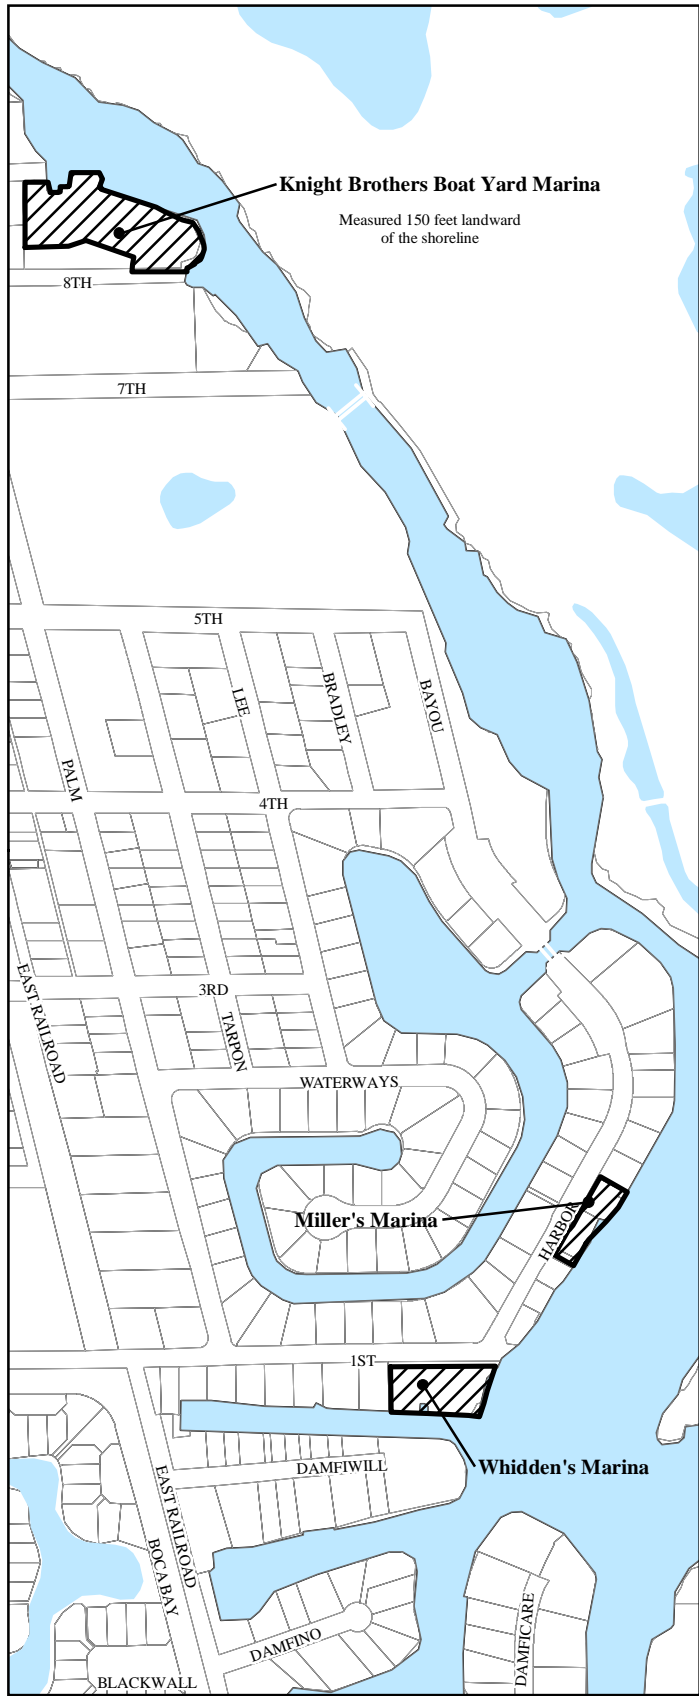 Knight Brothers Boat Yard Marina
Measured 150 feet landward
of the shoreline
8TH
7TH
5TH
LEE
BRADLEY
BAYOU
PALM
4TH
EAST RAILROAD
3RD
TARPON
WATERWAYS
Miller's Marina
HARBOR
1ST
Whidden's Marina
DAMFIWILL
EAST RAILROAD
BOCA BAY
DAMFINO
DAMFICARE
BLACKWALL